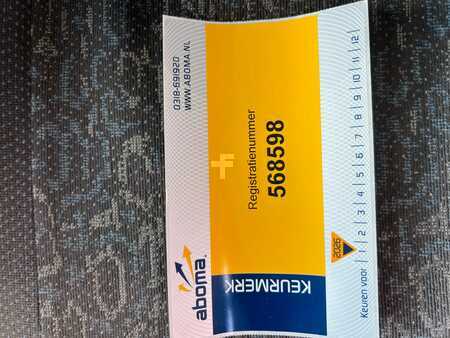 aboma
0318-691920
WWW.ABOMA.NL
KEURMERK
Registratienummer
568598
2026
Keuren voor | 1 | 2 | 3 | 4 | 5 | 6 | 7 | 8 | 9 | 10 | 11 | 12 |